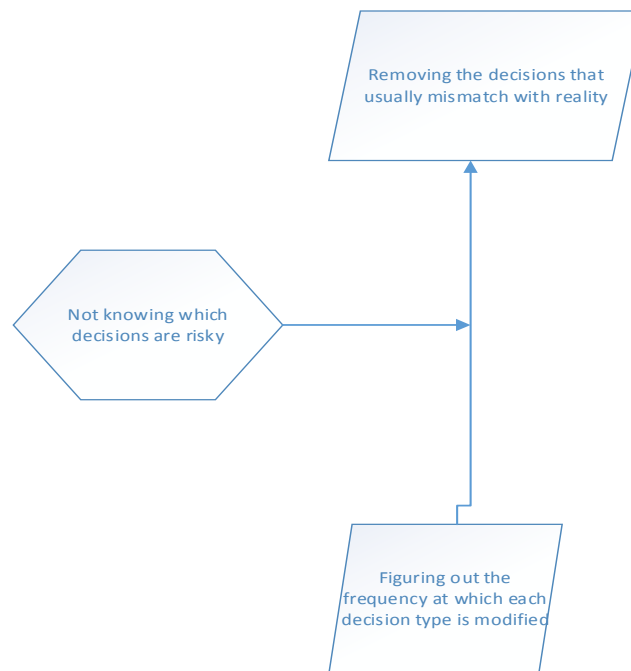 Removing the decisions that
usually mismatch with reality
Not knowing which
decisions are risky
Figuring out the
frequency at which each
decision type is modified